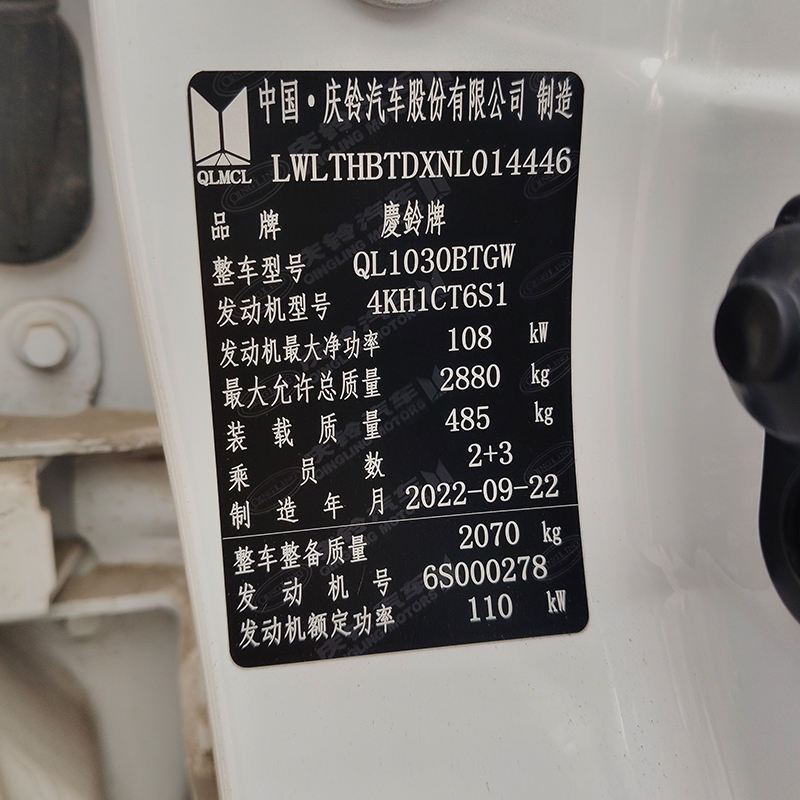 中国·庆铃汽车股份有限公司 制造
QLMCL
LWLTHBTDXNL014446
品牌 慶鈴牌
整车型号 QL1030BTGW
发动机型号 4KH1CT6S1
发动机最大净功率 108 kW
最大允许总质量 2880 kg
装载质量 485 kg
乘员数 2+3
制造年月 2022-09-22
整车整备质量 2070 kg
发动机号 6S000278
发动机额定功率 110 kW